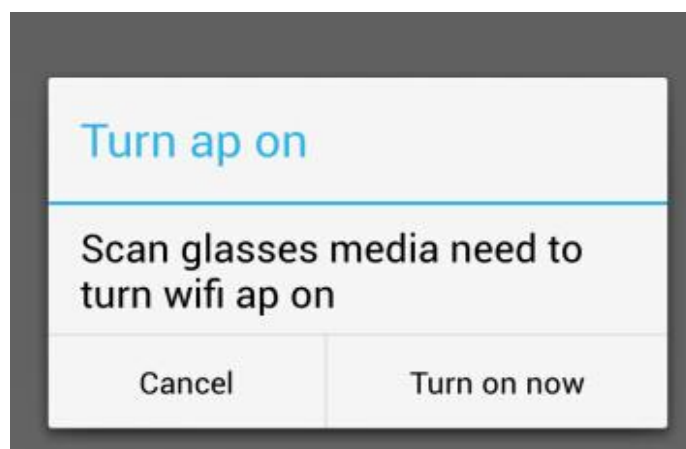 Turn ap on
Scan glasses media need to
turn wifi ap on
Cancel
Turn on now